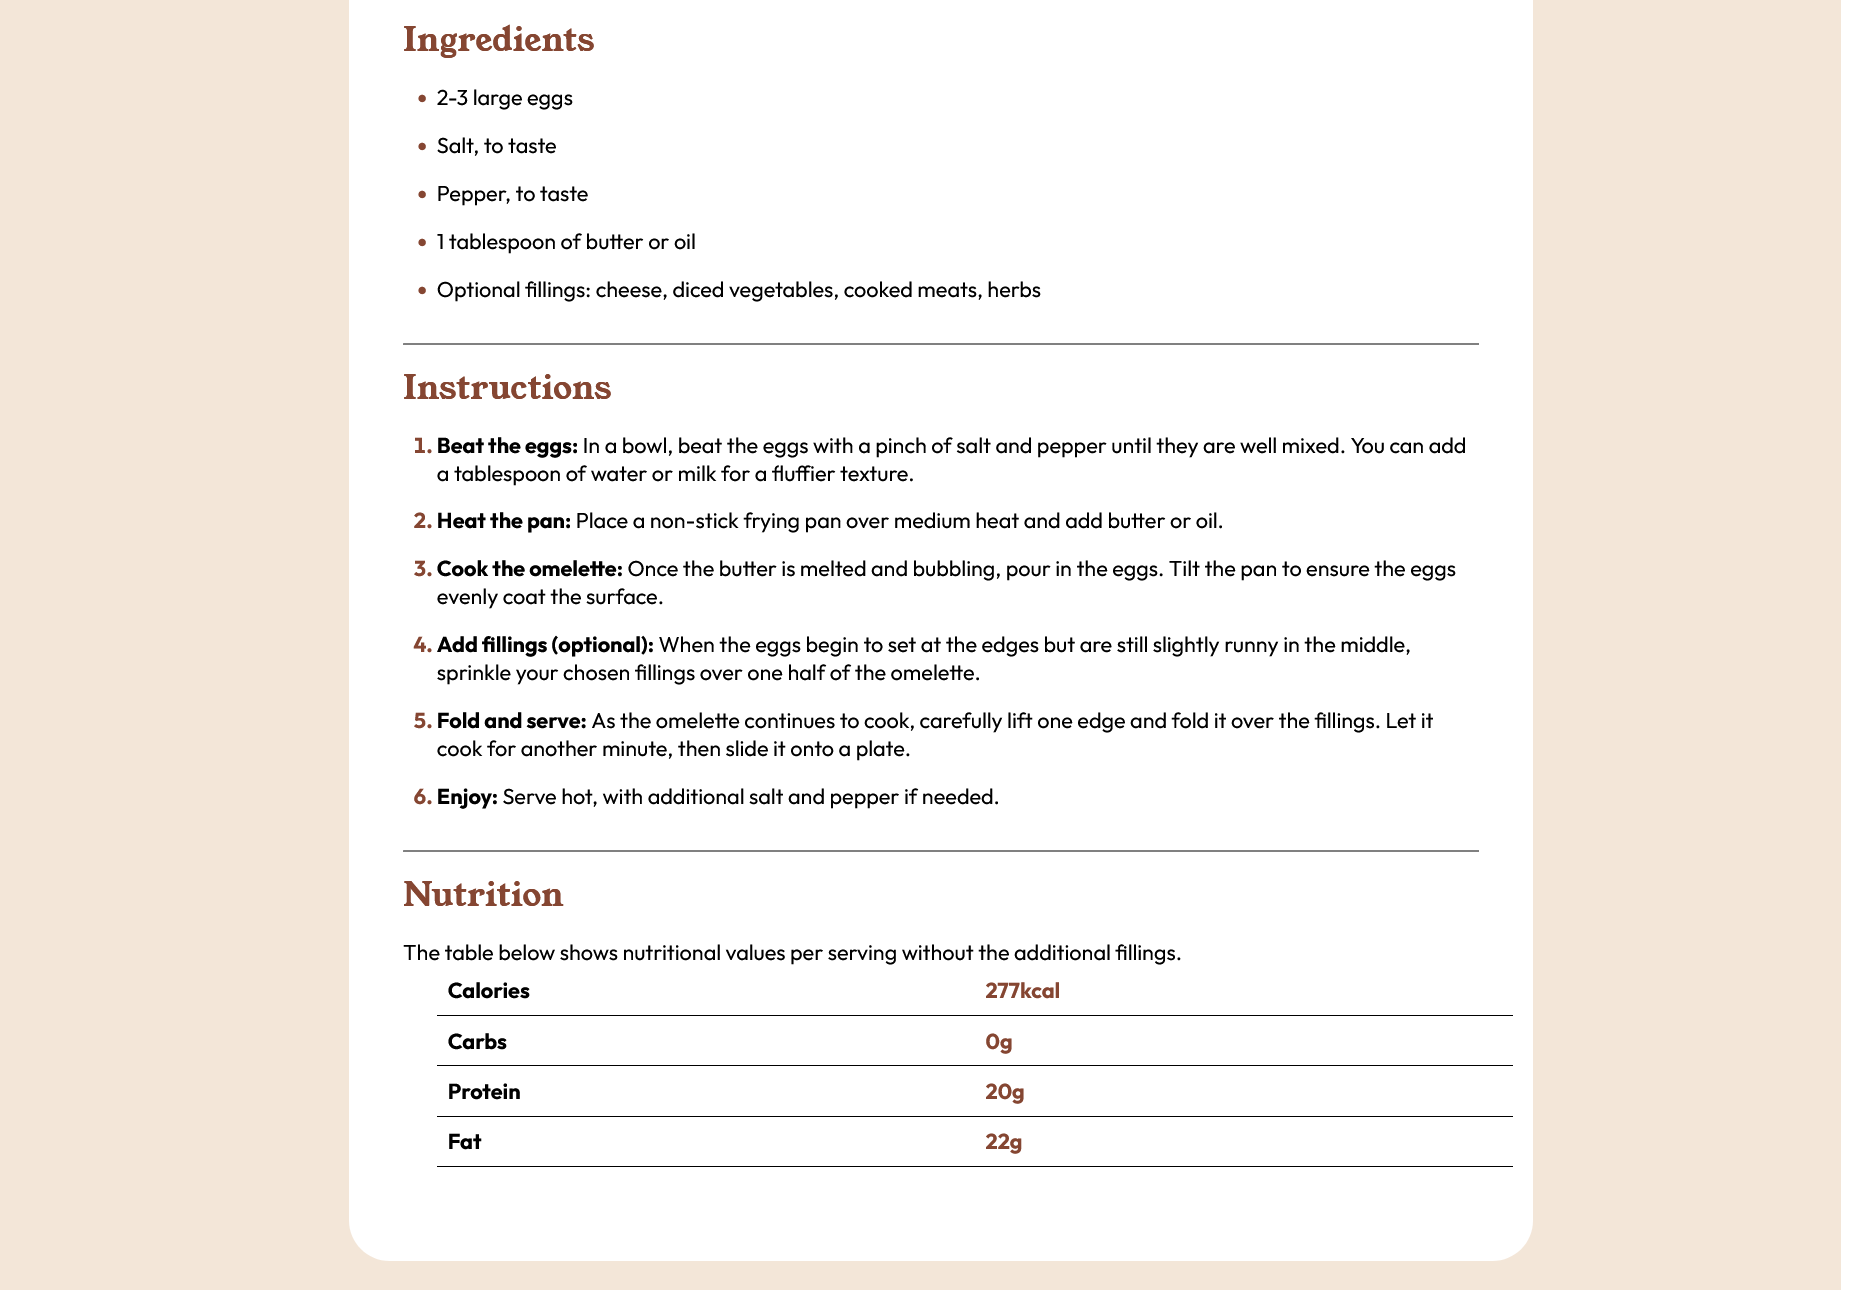 Ingredients
• 2-3 large eggs
• Salt, to taste
• Pepper, to taste
• 1 tablespoon of butter or oil
• Optional fillings: cheese, diced vegetables, cooked meats, herbs
Instructions
1. Beat the eggs: In a bowl, beat the eggs with a pinch of salt and pepper until they are well mixed. You can add
a tablespoon of water or milk for a fluffier texture.
2. Heat the pan: Place a non-stick frying pan over medium heat and add butter or oil.
3. Cook the omelette: Once the butter is melted and bubbling, pour in the eggs. Tilt the pan to ensure the eggs
evenly coat the surface.
4. Add fillings (optional): When the eggs begin to set at the edges but are still slightly runny in the middle,
sprinkle your chosen fillings over one half of the omelette.
5. Fold and serve: As the omelette continues to cook, carefully lift one edge and fold it over the fillings. Let it
cook for another minute, then slide it onto a plate.
6. Enjoy: Serve hot, with additional salt and pepper if needed.
Nutrition
The table below shows nutritional values per serving without the additional fillings.
Calories 277kcal
Carbs 0g
Protein 20g
Fat 22g